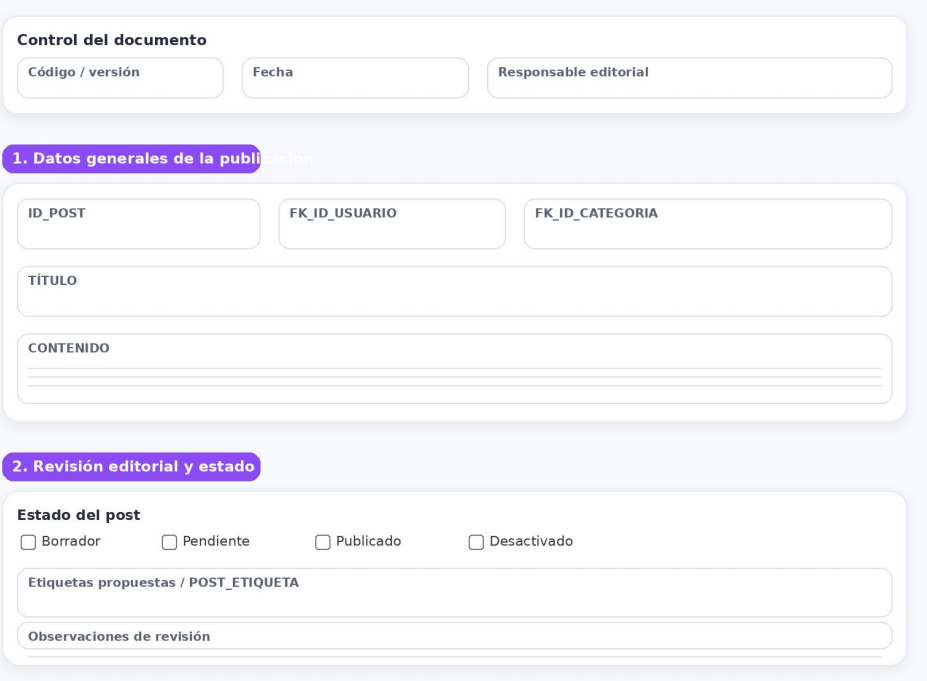 Control del documento
Código / versión
Fecha
Responsable editorial
1. Datos generales de la publicación
ID_POST
FK_ID_USUARIO
FK_ID_CATEGORIA
TÍTULO
CONTENIDO
2. Revisión editorial y estado
Estado del post
Borrador
Pendiente
Publicado
Desactivado
Etiquetas propuestas / POST_ETIQUETA
Observaciones de revisión